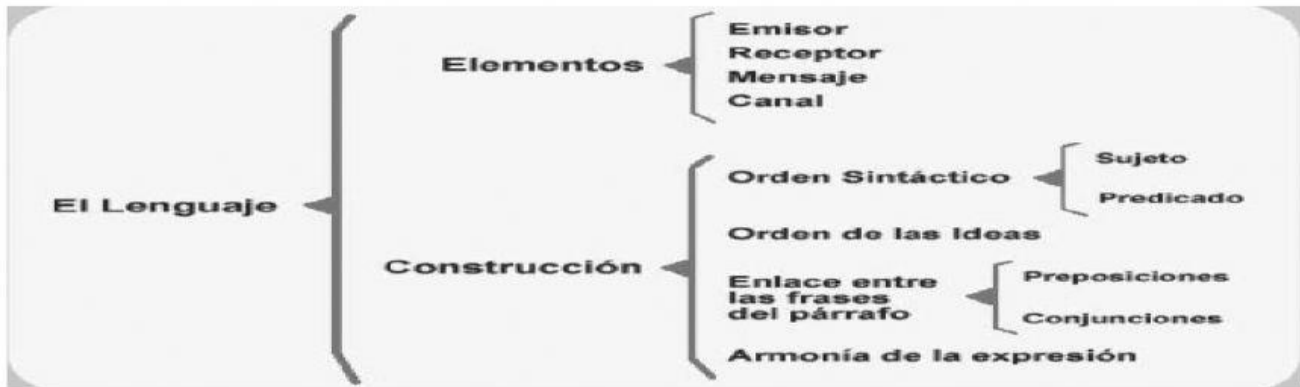 El Lenguaje
Elementos
Emisor
Receptor
Mensaje
Canal
Construcción
Orden Sintáctico
Sujeto
Predicado
Orden de las Ideas
Enlace entre
las frases
del párrafo
Preposiciones
Conjunciones
Armonía de la expresión